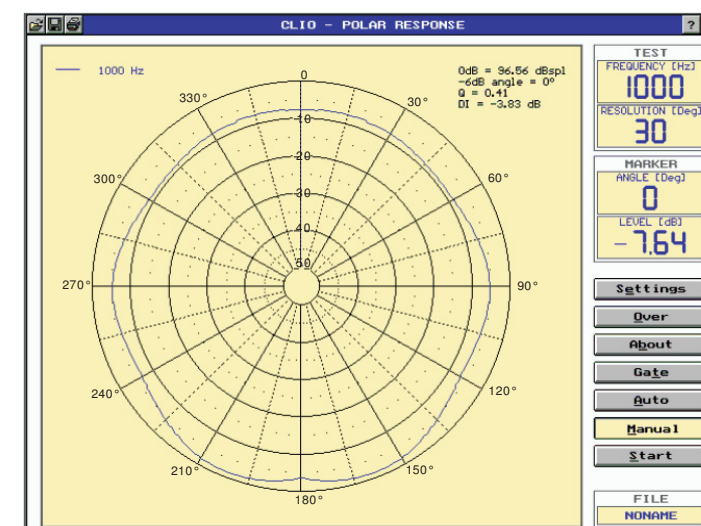 CLIO - POLAR RESPONSE
?
1000 Hz
0dB = 96.56 dBspl
-6dB angle = 0°
Q = 0.41
DI = -3.83 dB
0
330°
30°
10
20
300°
60°
30
40
50
270°
90°
240°
120°
210°
150°
180°
TEST
FREQUENCY [Hz]
1000
RESOLUTION [Deg]
30
MARKER
ANGLE [Deg]
0
LEVEL [dB]
-7.64
Settings
Over
About
Gate
Auto
Manual
Start
FILE
NONAME